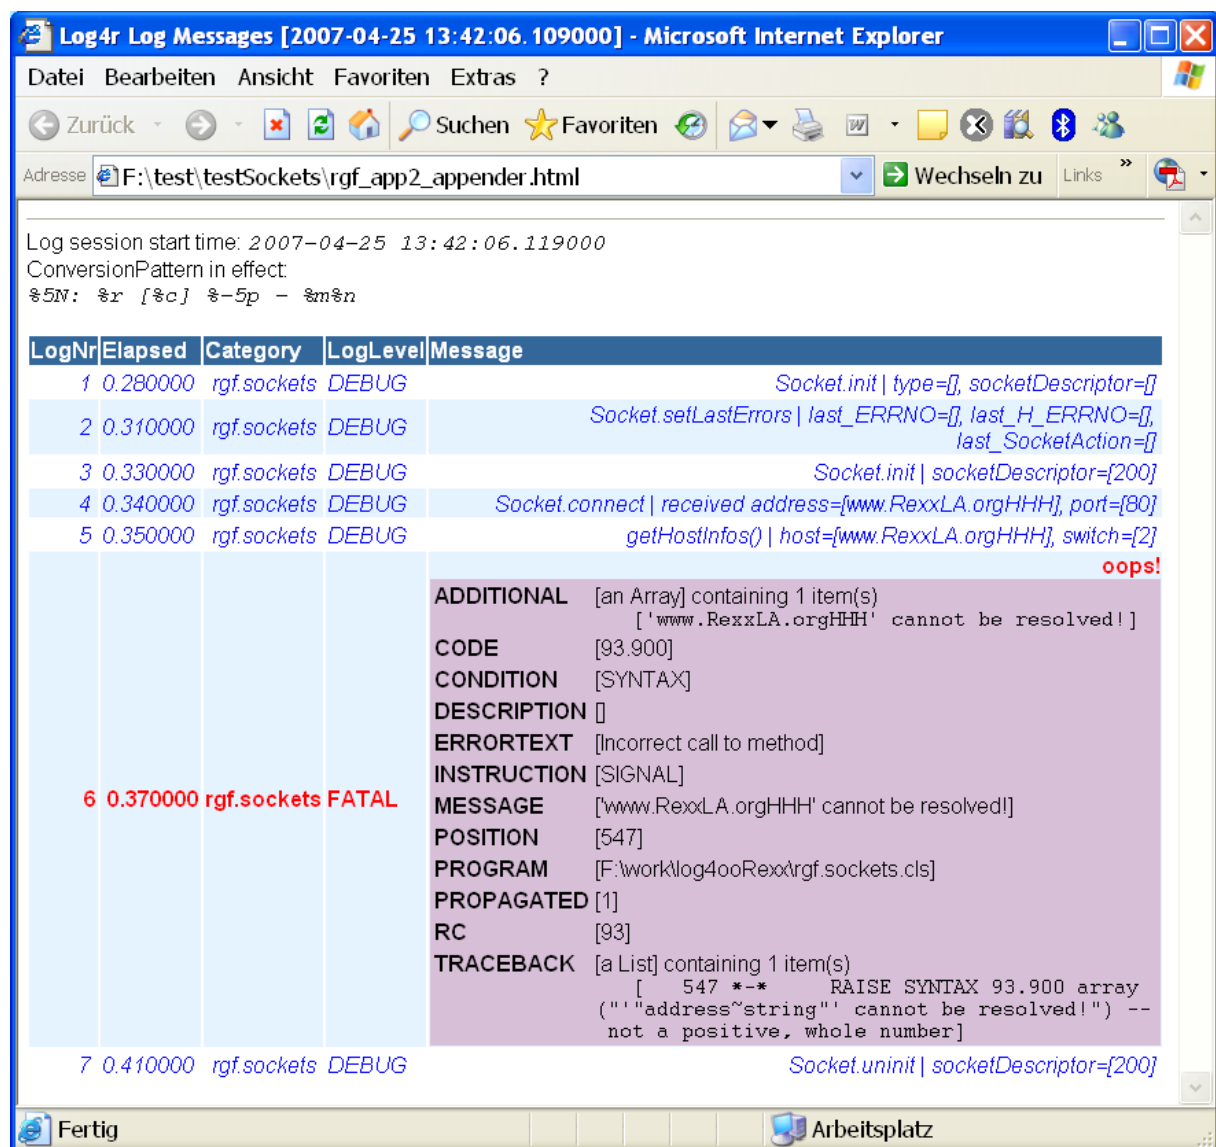 Log4r Log Messages [2007-04-25 13:42:06.109000] - Microsoft Internet Explorer
Datei Bearbeiten Ansicht Favoriten Extras ?
Zurück Suchen Favoriten
Adresse F:\test\testSockets\rgf_app2_appender.html Wechseln zu Links »
Log session start time: 2007-04-25 13:42:06.119000
ConversionPattern in effect:
%5N: %r [%c] %-5p - %m%n
LogNr Elapsed Category LogLevel Message
1 0.280000 rgf.sockets DEBUG Socket.init | type=[], socketDescriptor=[]
2 0.310000 rgf.sockets DEBUG Socket.setLastErrors | last_ERRNO=[], last_H_ERRNO=[],
last_SocketAction=[]
3 0.330000 rgf.sockets DEBUG Socket.init | socketDescriptor=[200]
4 0.340000 rgf.sockets DEBUG Socket.connect | received address=[www.RexxLA.orgHHH], port=[80]
5 0.350000 rgf.sockets DEBUG getHostInfos() | host=[www.RexxLA.orgHHH], switch=[2]
oops!
ADDITIONAL [an Array] containing 1 item(s)
['www.RexxLA.orgHHH' cannot be resolved!]
CODE [93.900]
CONDITION [SYNTAX]
DESCRIPTION []
ERRORTEXT [Incorrect call to method]
INSTRUCTION [SIGNAL]
6 0.370000 rgf.sockets FATAL MESSAGE ['www.RexxLA.orgHHH' cannot be resolved!]
POSITION [547]
PROGRAM [F:\work\log4ooRexx\rgf.sockets.cls]
PROPAGATED [1]
RC [93]
TRACEBACK [a List] containing 1 item(s)
[ 547 *-* RAISE SYNTAX 93.900 array
("'"address~string"' cannot be resolved!") --
not a positive, whole number]
7 0.410000 rgf.sockets DEBUG Socket.uninit | socketDescriptor=[200]
Fertig Arbeitsplatz